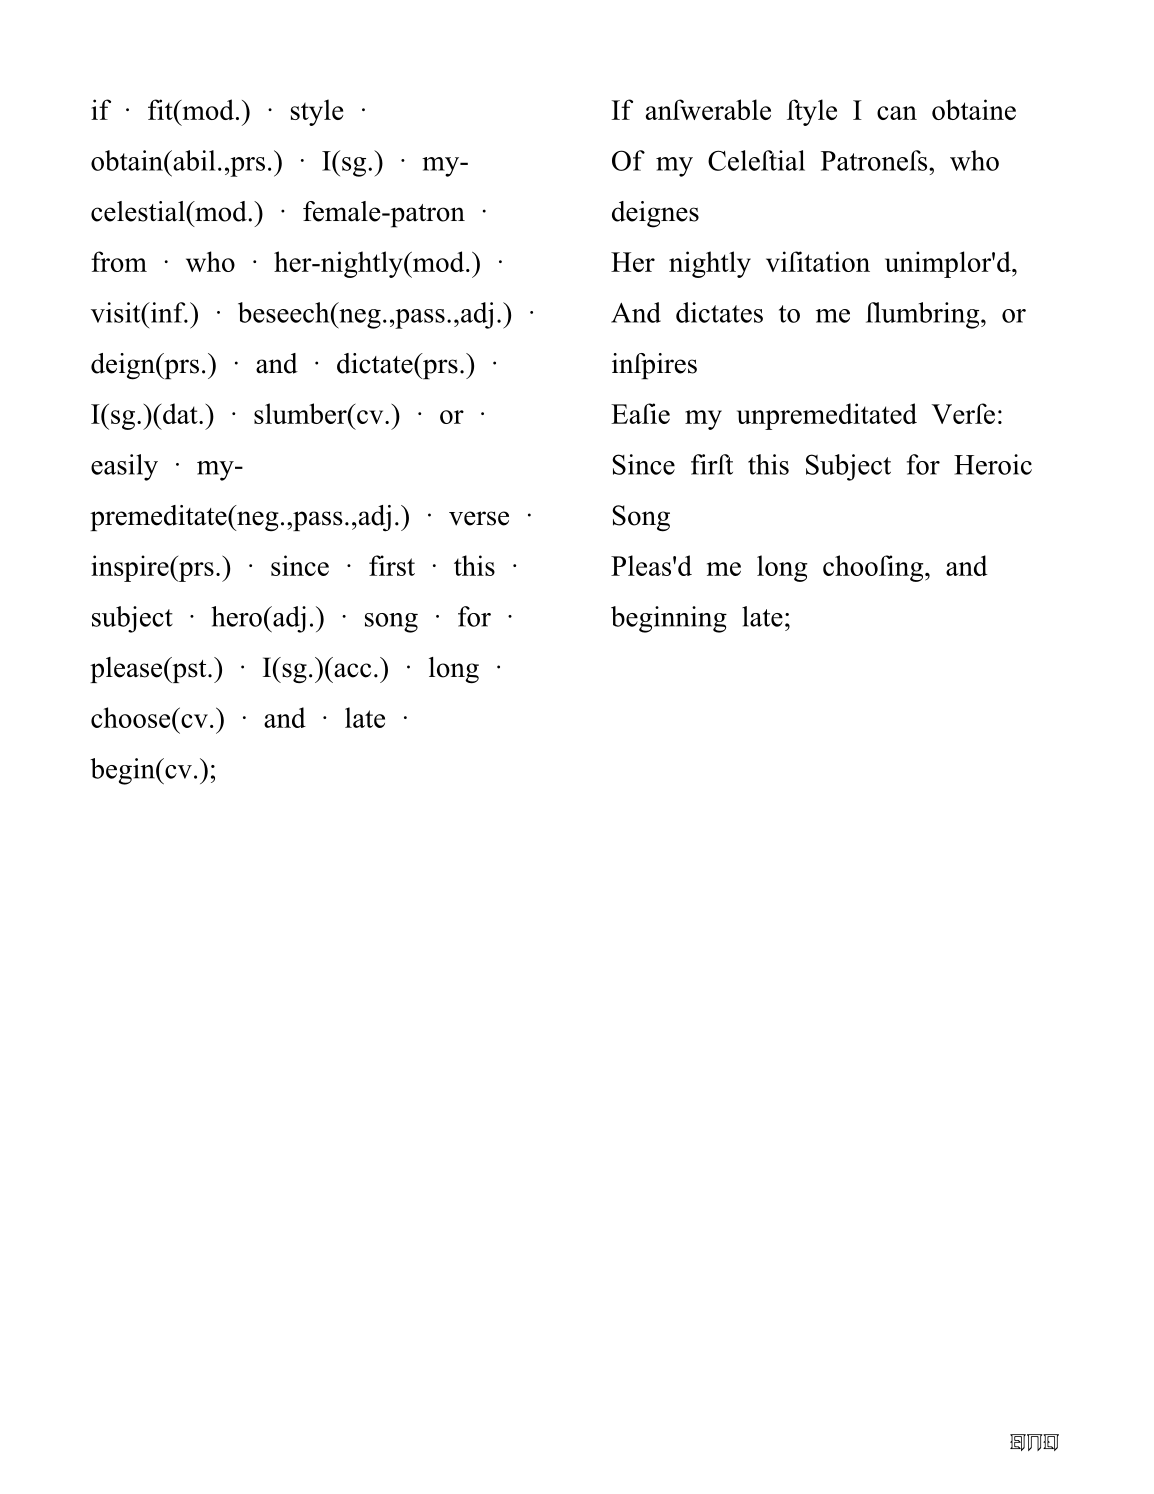 if · fit(mod.) · style ·
obtain(abil.,prs.) · I(sg.) · my-
celestial(mod.) · female-patron ·
from · who · her-nightly(mod.) ·
visit(inf.) · beseech(neg.,pass.,adj.) ·
deign(prs.) · and · dictate(prs.) ·
I(sg.)(dat.) · slumber(cv.) · or ·
easily · my-
premeditate(neg.,pass.,adj.) · verse ·
inspire(prs.) · since · first · this ·
subject · hero(adj.) · song · for ·
please(pst.) · I(sg.)(acc.) · long ·
choose(cv.) · and · late ·
begin(cv.);
If anſwerable ſtyle I can obtaine
Of my Celeſtial Patroneſs, who
deignes
Her nightly viſitation unimplor'd,
And dictates to me ſlumbring, or
inſpires
Eaſie my unpremeditated Verſe:
Since firſt this Subject for Heroic
Song
Pleas'd me long chooſing, and
beginning late;